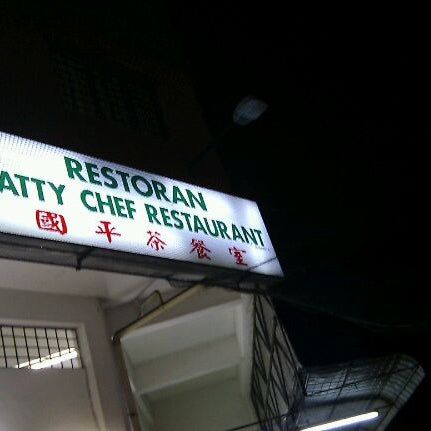 RESTORAN
ATTY CHEF RESTAURANT
國平茶餐室